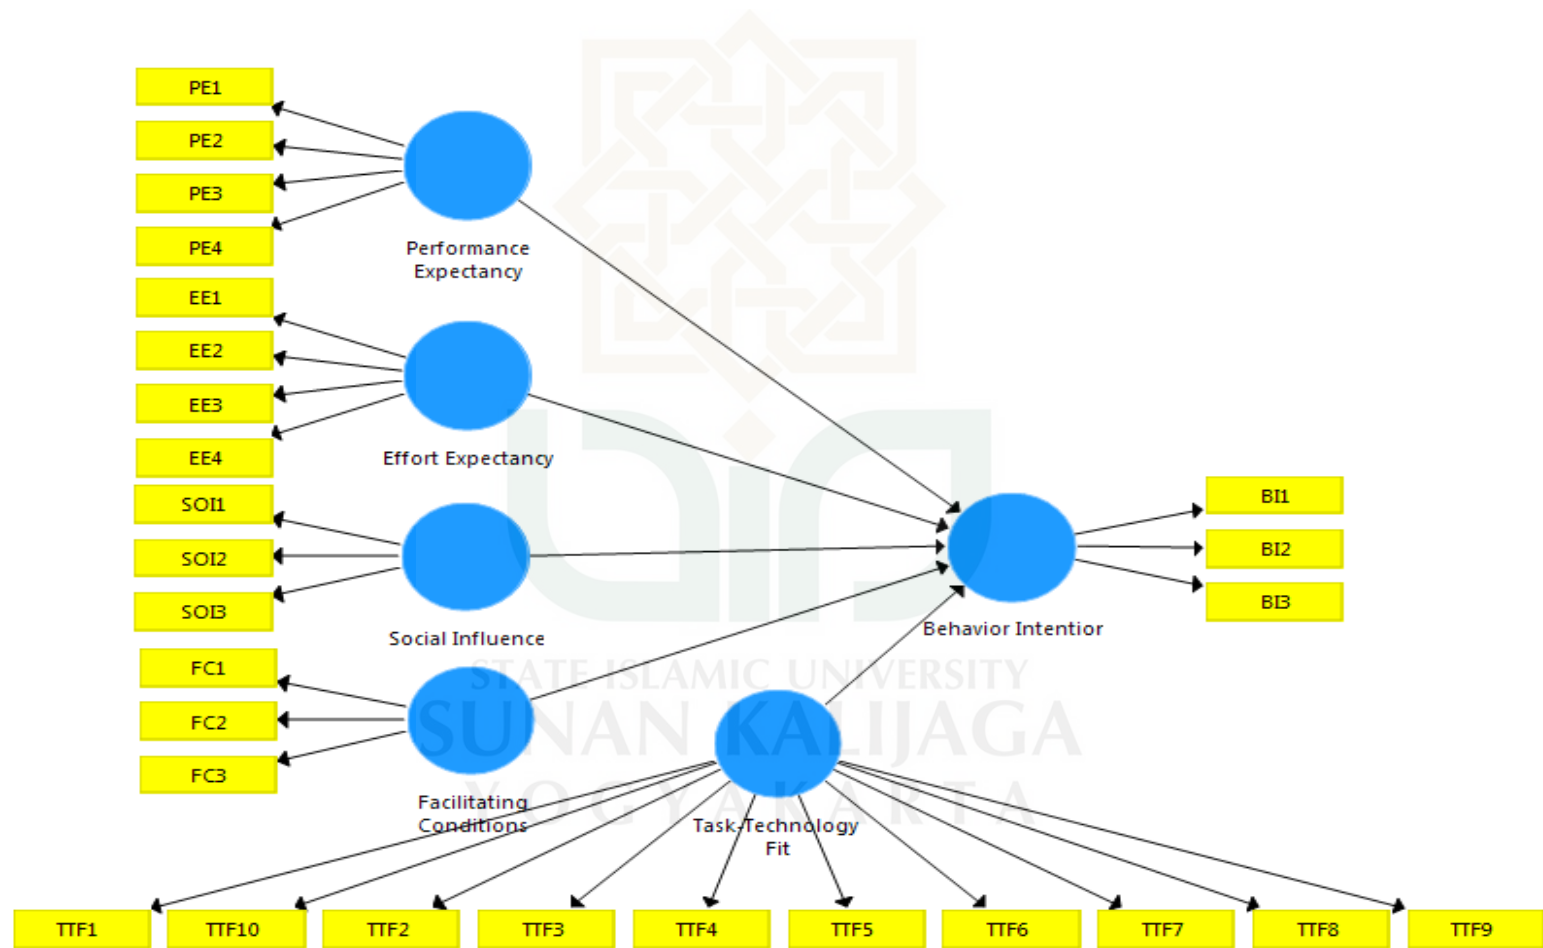 PE1
PE2
PE3
PE4
Performance
Expectancy
EE1
EE2
EE3
EE4
Effort Expectancy
SOI1
SOI2
SOI3
Social Influence
BI1
BI2
BI3
Behavior Intentior
FC1
FC2
FC3
Facilitating
Conditions
Task-Technology
Fit
STATE ISLAMIC UNIVERSITY
SUNAN KALIJAGA
YOGYAKARTA
TTF1
TTF10
TTF2
TTF3
TTF4
TTF5
TTF6
TTF7
TTF8
TTF9